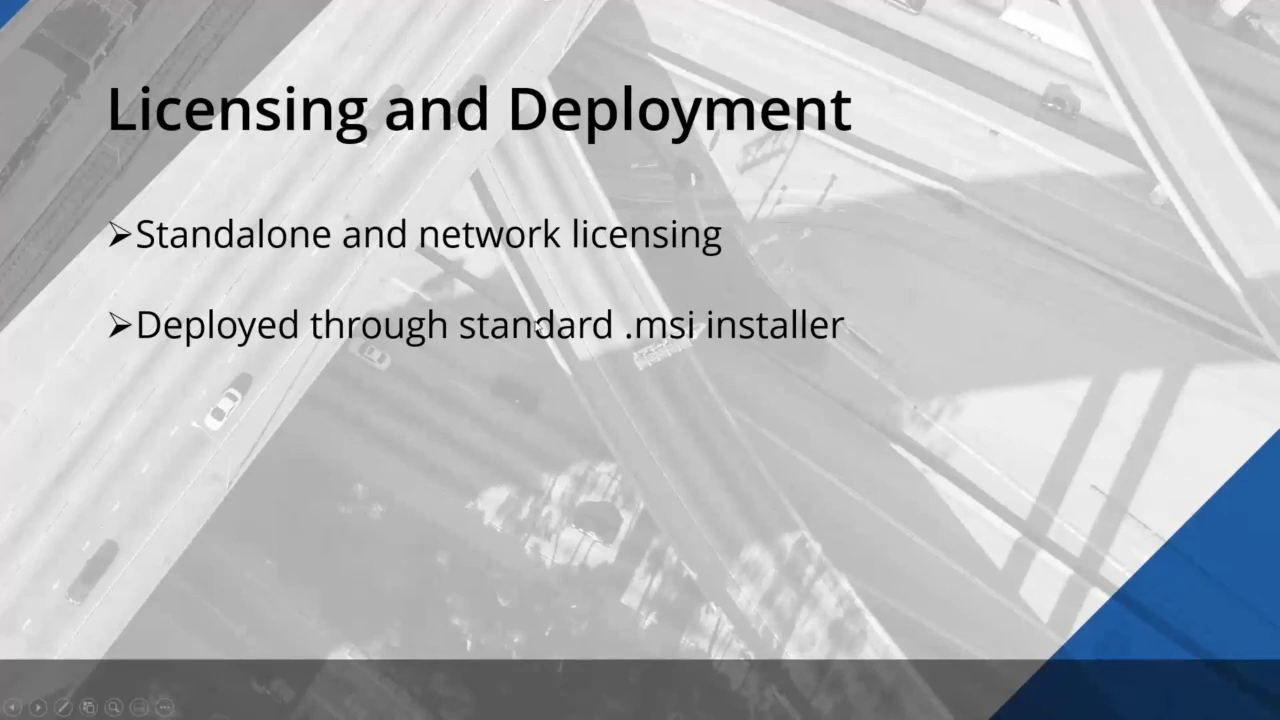 Licensing and Deployment
➢Standalone and network licensing
➢Deployed through standard .msi installer